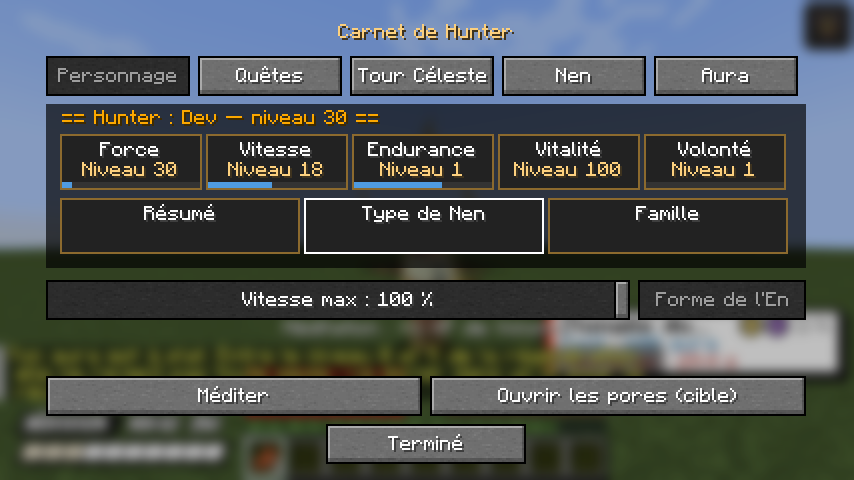 Carnet de Hunter
Personnage
Quêtes
Tour Céleste
Nen
Aura
== Hunter : Dev — niveau 30 ==
Force
Niveau 30
Vitesse
Niveau 18
Endurance
Niveau 1
Vitalité
Niveau 100
Volonté
Niveau 1
Résumé
Type de Nen
Famille
Vitesse max : 100 %
Forme de l'En
Méditer
Ouvrir les pores (cible)
Terminé